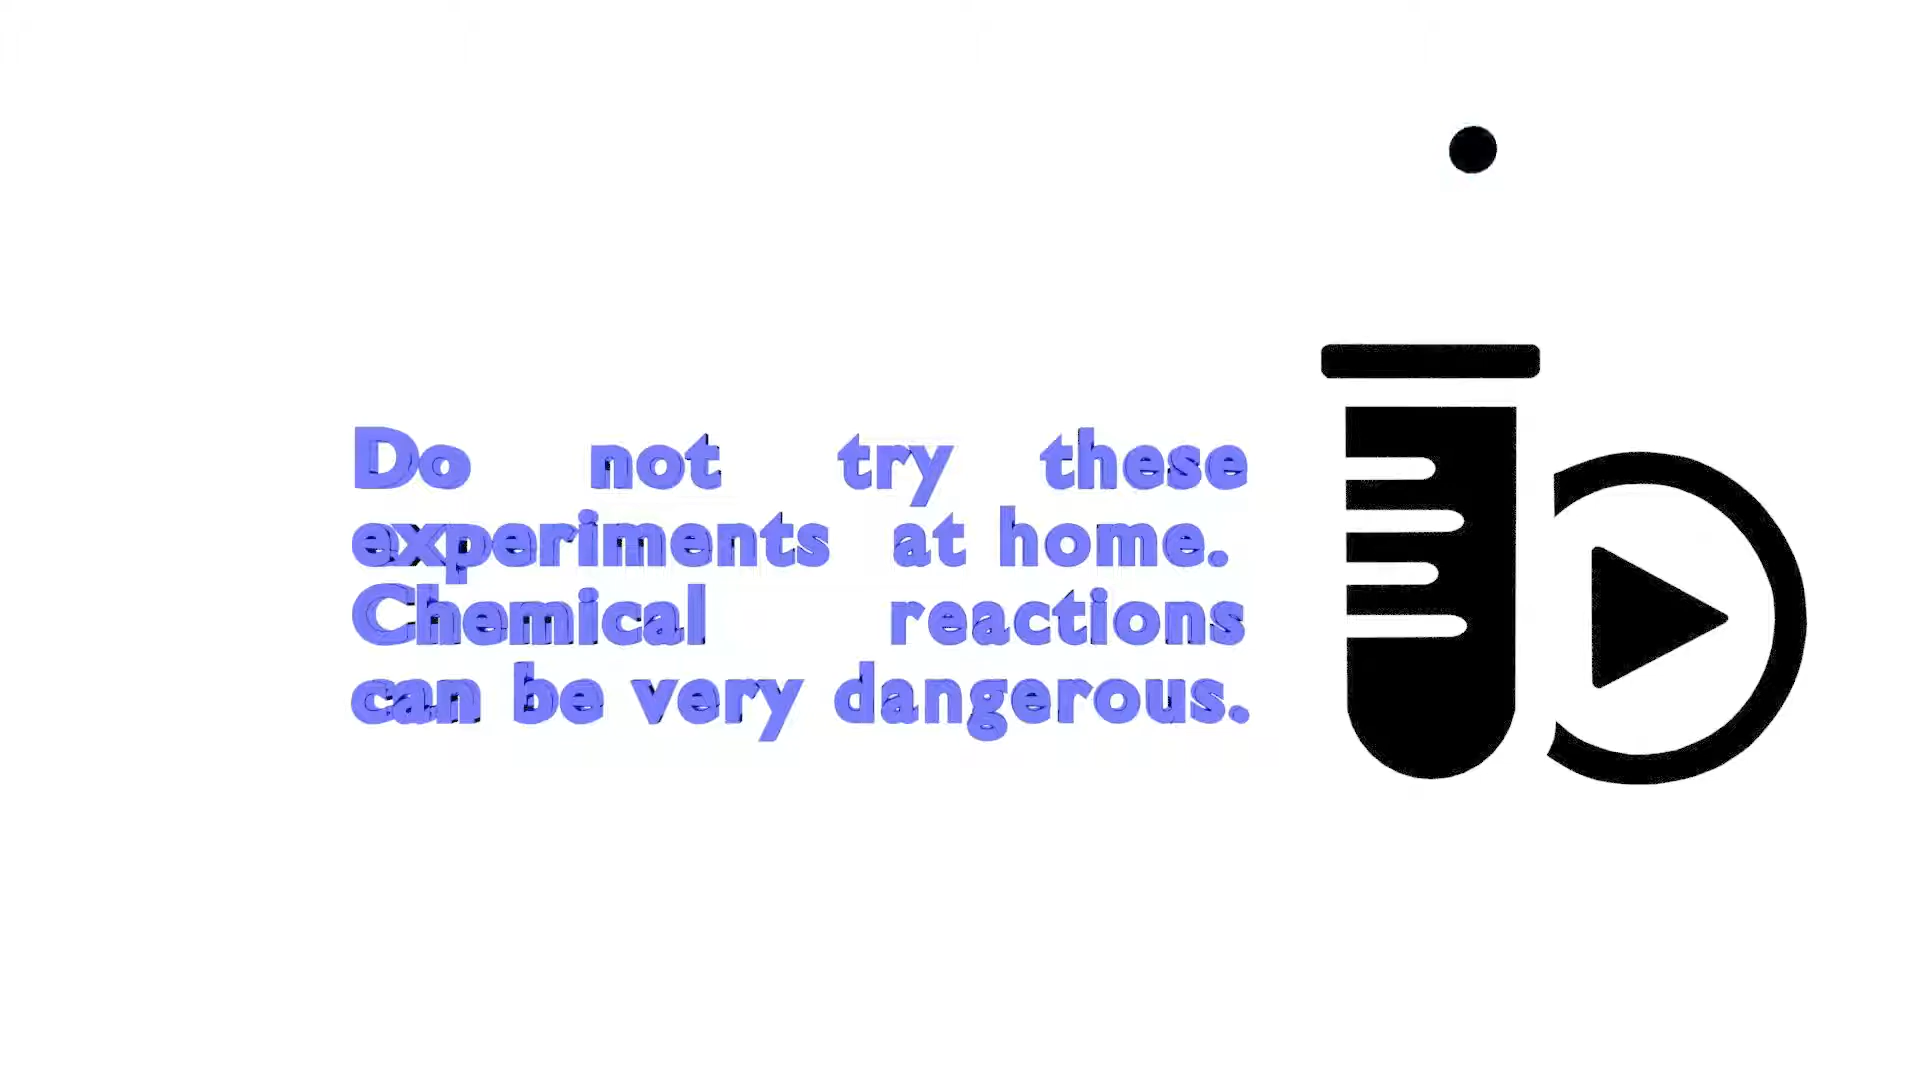 Do not try these
experiments at home.
Chemical reactions
can be very dangerous.